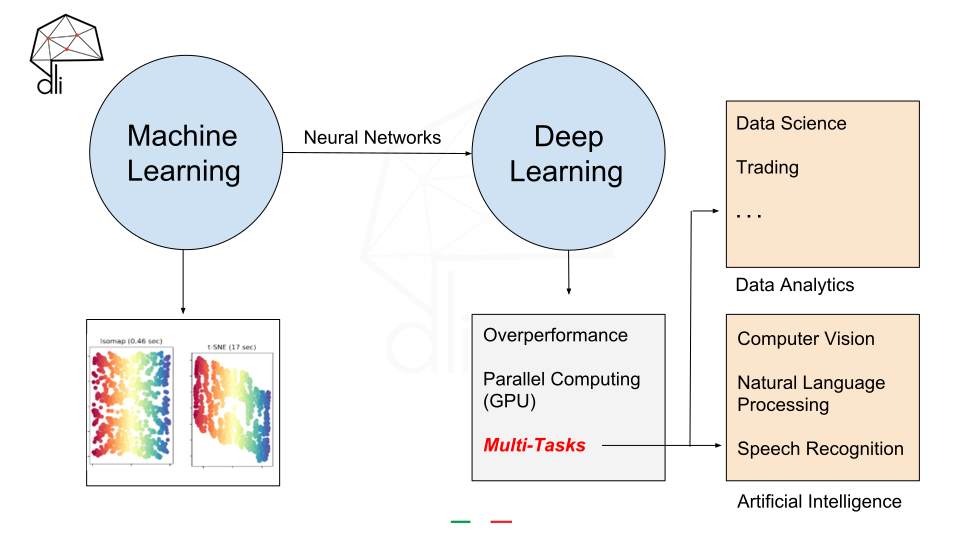 dli
Machine
Learning
Neural Networks
Deep
Learning
Isomap (0.46 sec)
t-SNE (17 sec)
Overperformance
Parallel Computing
(GPU)
Multi-Tasks
Data Science
Trading
. . .
Data Analytics
Computer Vision
Natural Language
Processing
Speech Recognition
Artificial Intelligence
dli